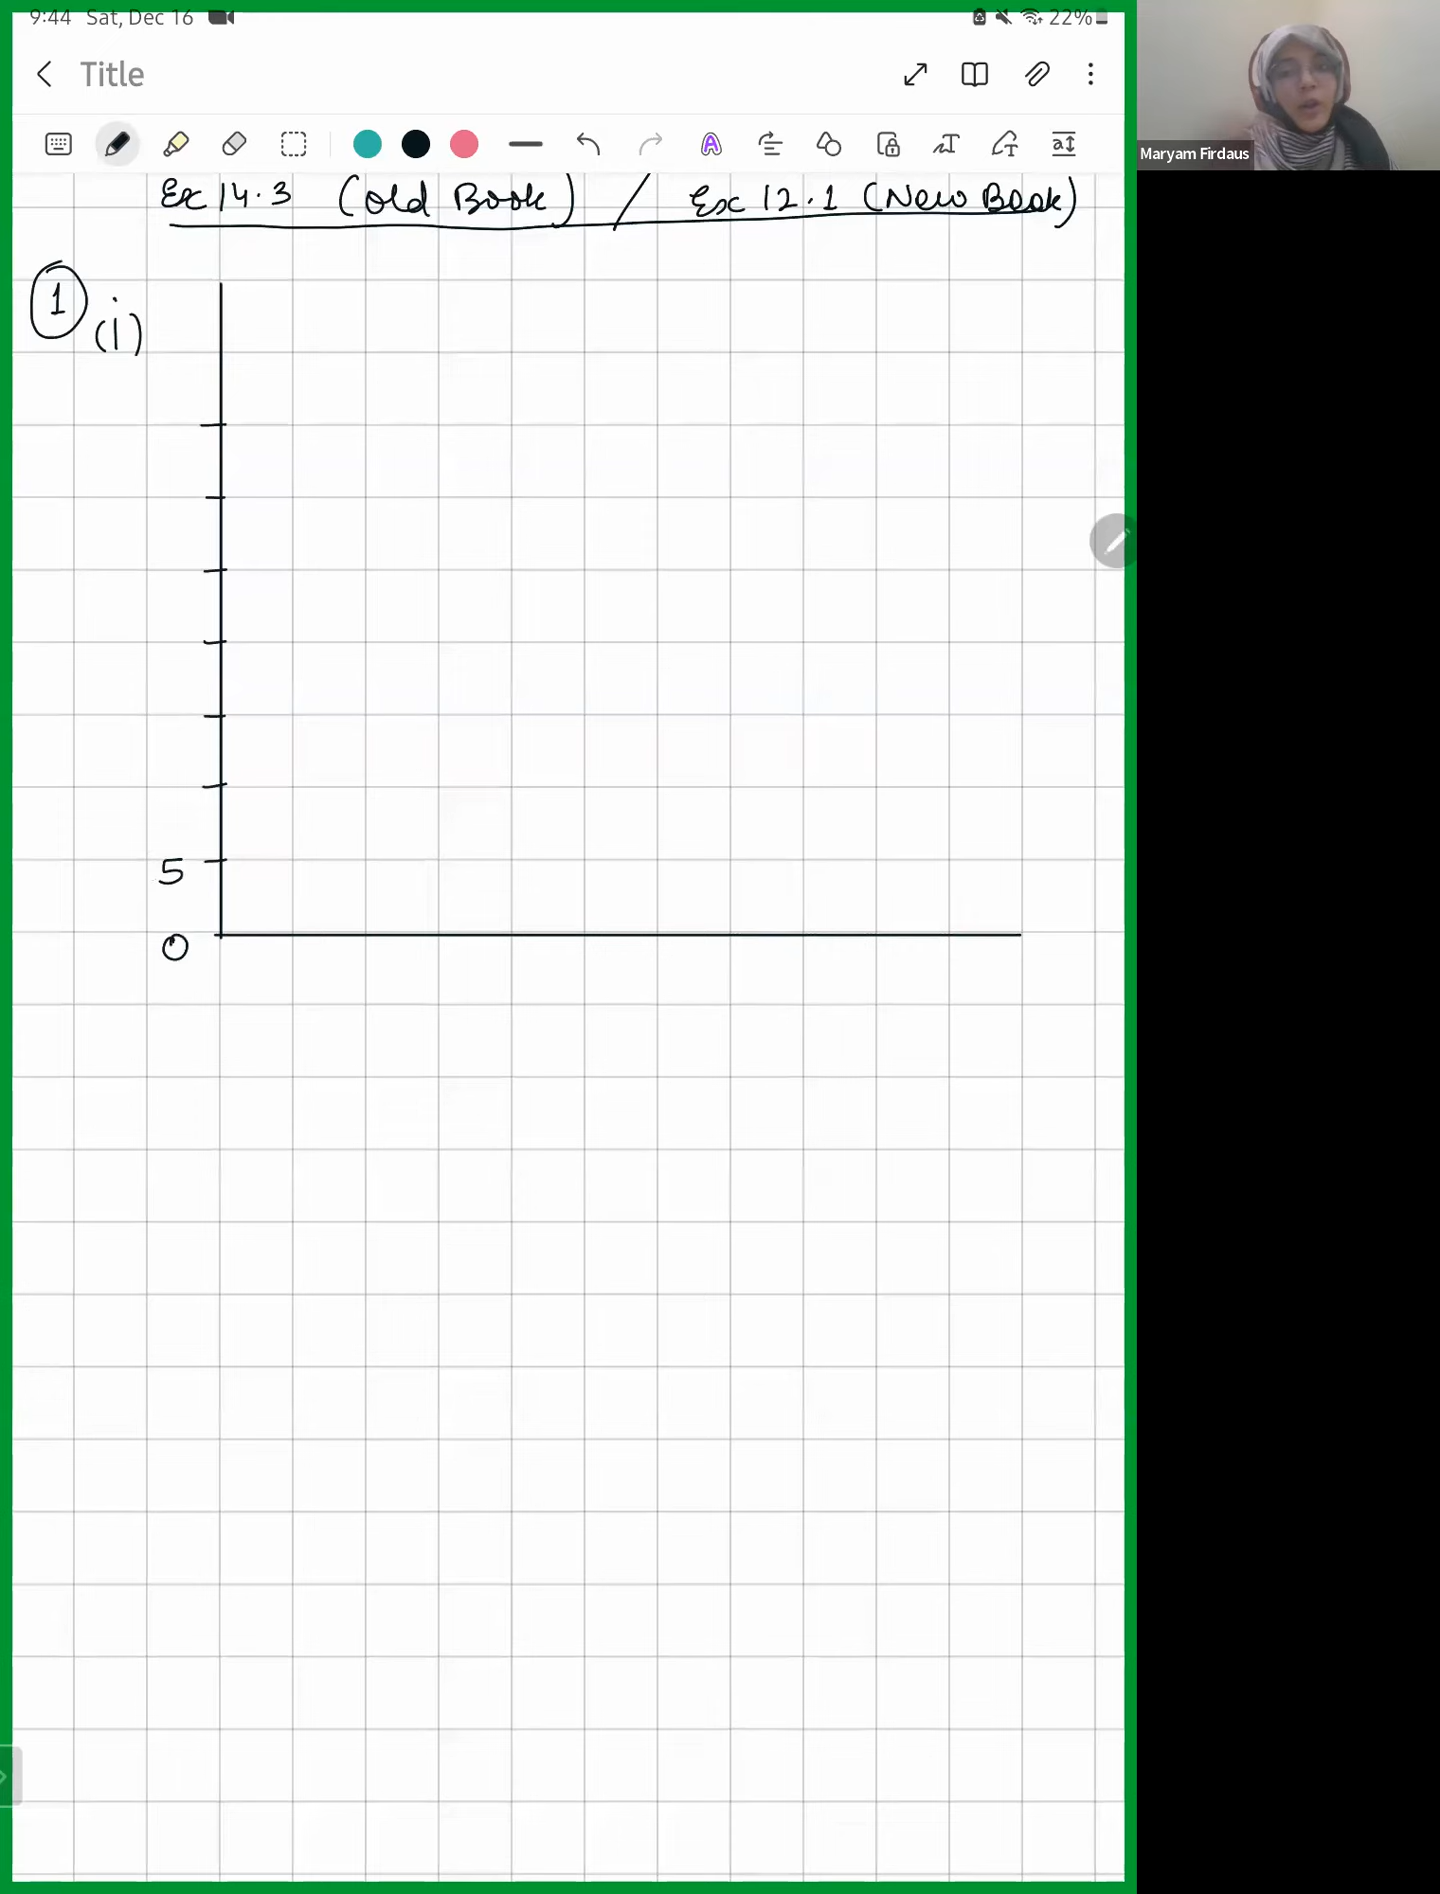 9:44 Sat, Dec 16 22%
Title
Maryam Firdaus
Ex 14.3 (Old Book) / Ex 12.1 (New Book)
1 (i)
5
0